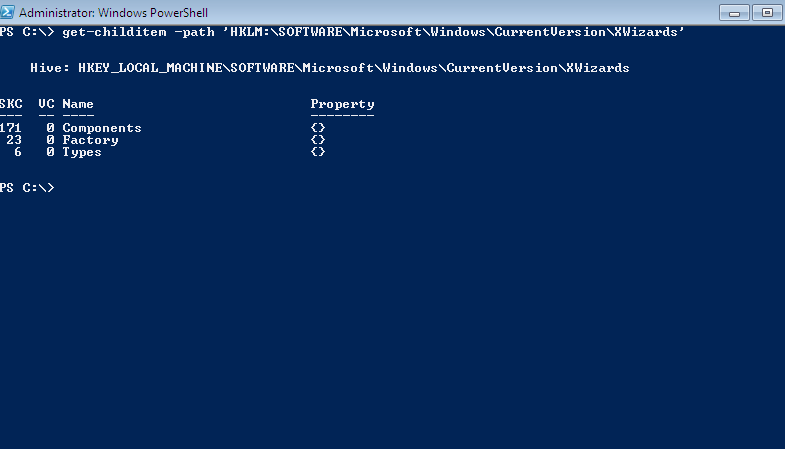 Administrator: Windows PowerShell
PS C:\> get-childitem -path 'HKLM:\SOFTWARE\Microsoft\Windows\CurrentVersion\XWizards'
Hive: HKEY_LOCAL_MACHINE\SOFTWARE\Microsoft\Windows\CurrentVersion\XWizards
SKC VC Name Property
--- -- ---- --------
171 0 Components {}
23 0 Factory {}
6 0 Types {}
PS C:\>